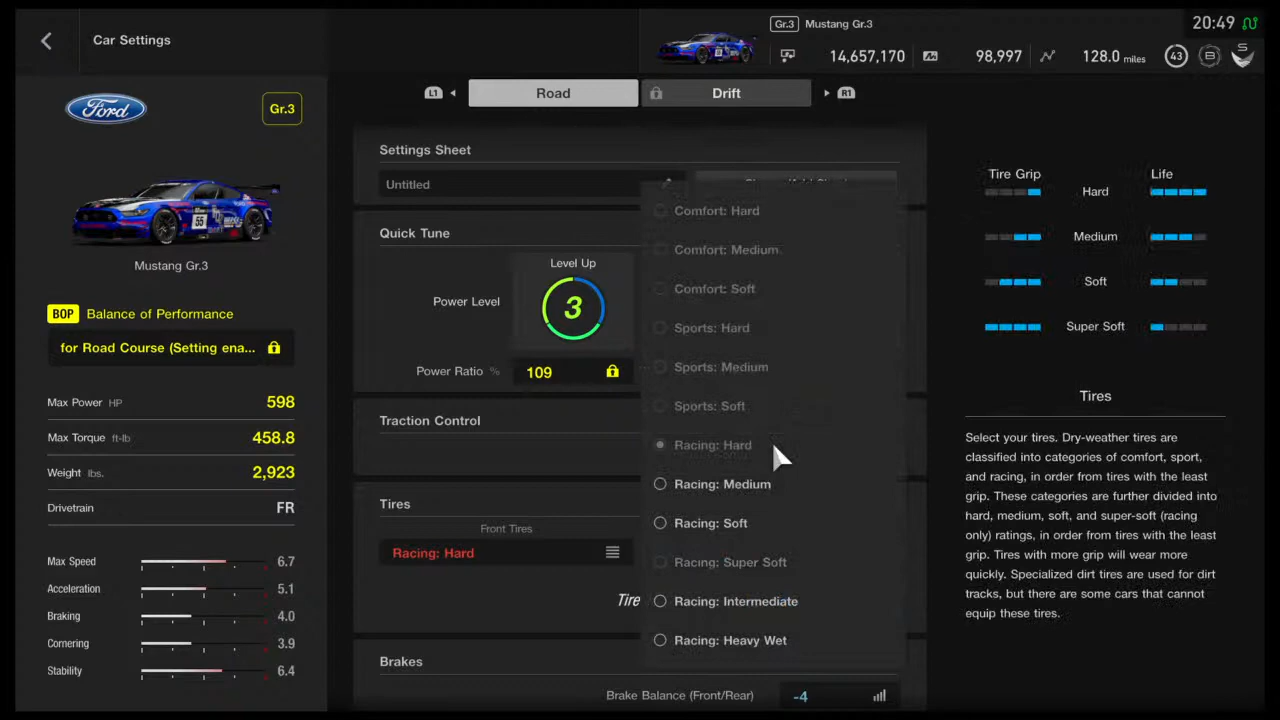 Car Settings
Gr.3 Mustang Gr.3
20:49
14,657,170
98,997
128.0 miles
43
B
S
Ford
Gr.3
55
Mustang Gr.3
BOP Balance of Performance
for Road Course (Setting ena...
Max Power HP 598
Max Torque ft-lb 458.8
Weight lbs. 2,923
Drivetrain FR
Max Speed 6.7
Acceleration 5.1
Braking 4.0
Cornering 3.9
Stability 6.4
L1 Road Drift R1
Settings Sheet
Untitled
Quick Tune
Level Up
Power Level 3
Power Ratio % 109
Traction Control
Tires
Front Tires
Racing: Hard
Tire
Brakes
Brake Balance (Front/Rear) -4
Comfort: Hard
Comfort: Medium
Comfort: Soft
Sports: Hard
Sports: Medium
Sports: Soft
Racing: Hard
Racing: Medium
Racing: Soft
Racing: Super Soft
Racing: Intermediate
Racing: Heavy Wet
Tire Grip Life
Hard
Medium
Soft
Super Soft
Tires
Select your tires. Dry-weather tires are
classified into categories of comfort, sport,
and racing, in order from tires with the least
grip. These categories are further divided into
hard, medium, soft, and super-soft (racing
only) ratings, in order from tires with the least
grip. Tires with more grip will wear more
quickly. Specialized dirt tires are used for dirt
tracks, but there are some cars that cannot
equip these tires.